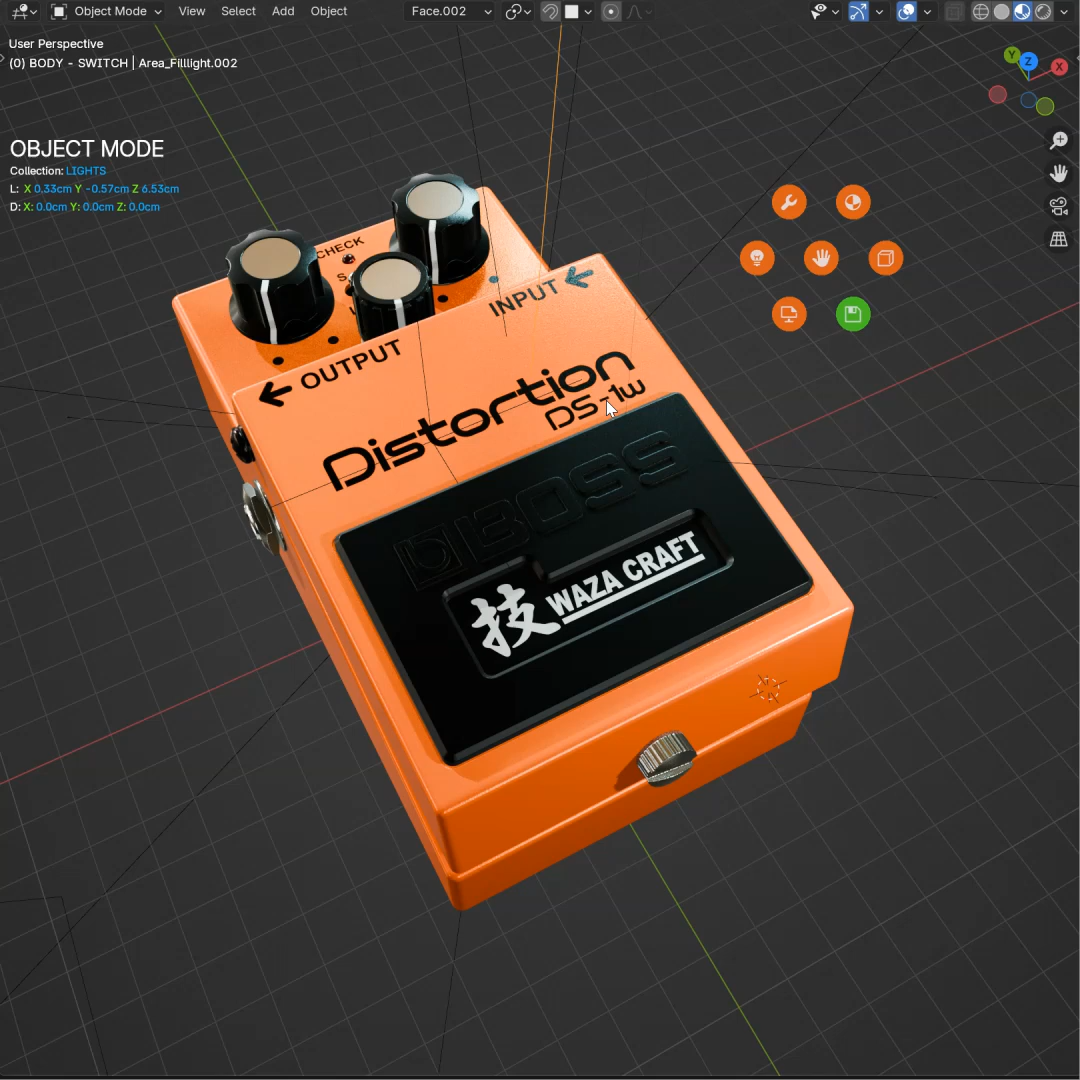 Object Mode View Select Add Object Face.002
User Perspective
(0) BODY - SWITCH | Area_Filllight.002
Y
Z
X
OBJECT MODE
Collection: LIGHTS
L: X 0.33cm Y -0.57cm Z 6.53cm
D: X: 0.0cm Y: 0.0cm Z: 0.0cm
CHECK
INPUT
OUTPUT
Distortion
DS-1w
BOSS
技 WAZA CRAFT